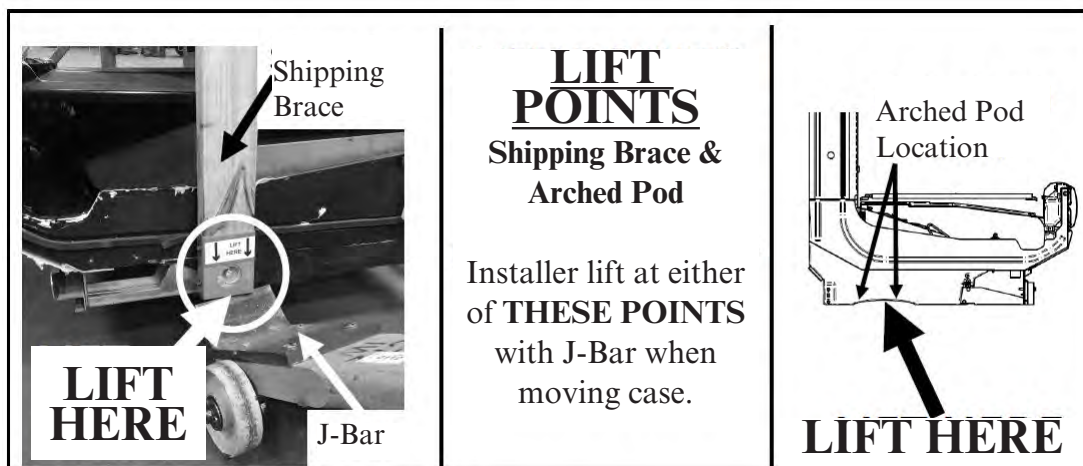 Shipping
Brace
LIFT
HERE
LIFT
HERE
J-Bar
LIFT
POINTS
Shipping Brace &
Arched Pod
Installer lift at either
of THESE POINTS
with J-Bar when
moving case.
Arched Pod
Location
LIFT HERE